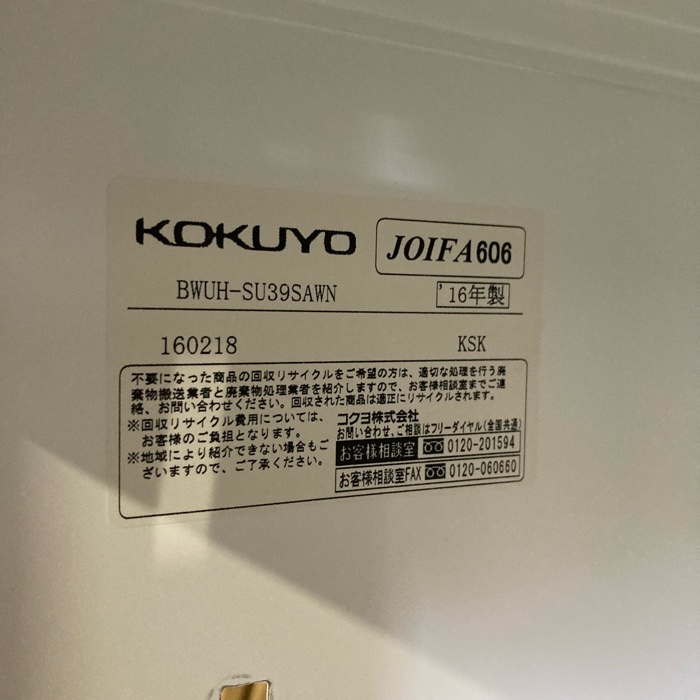 KOKUYO JOIFA606
BWUH-SU39SAWN '16年製
160218 KSK
不要になった商品の回収リサイクルをご希望の方は、適切な処理を行う廃
棄物搬送業者と廃棄物処理業者を紹介しますので、お客様相談室までご連
絡、お問い合わせください。回収された商品は適正にリサイクルされます。
※回収リサイクル費用については、
お客様のご負担となります。
※地域により紹介できない場合もご
ざいますので、ご了承ください。
コクヨ株式会社
お問い合わせ、ご相談はフリーダイヤル(全国共通)
お客様相談室 0120-201594
お客様相談室FAX 0120-060660